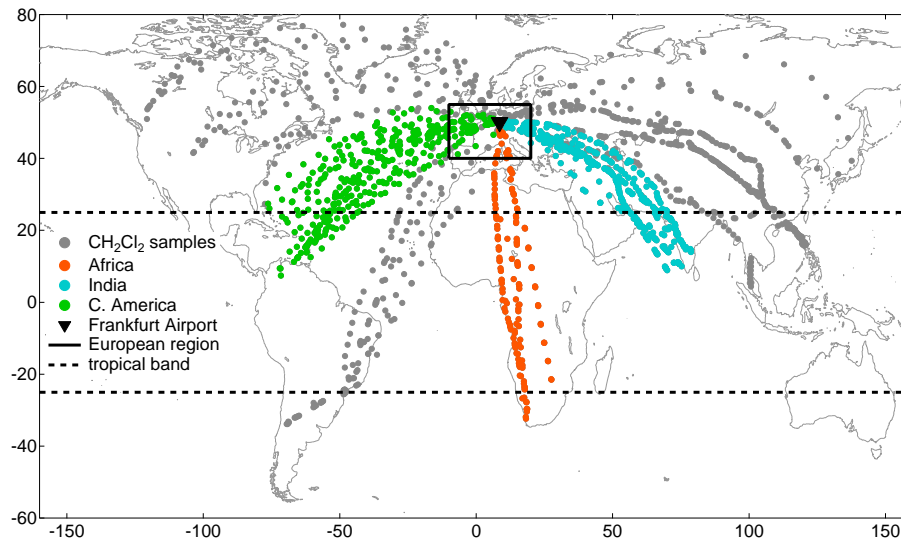 80
60
40
20
0
-20
-40
-60
CH₂Cl₂ samples
Africa
India
C. America
Frankfurt Airport
European region
tropical band
-150 -100 -50 0 50 100 150